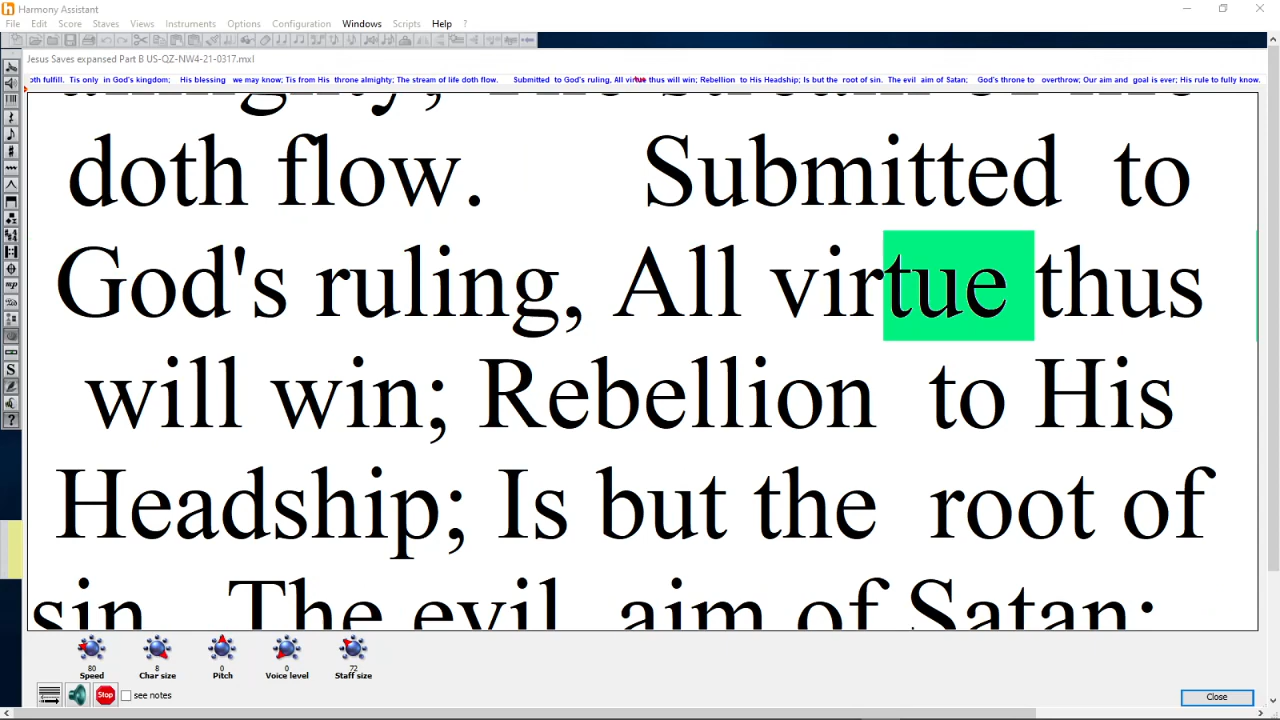 Harmony Assistant
File Edit Score Staves Views Instruments Options Configuration Windows Scripts Help ?
Jesus Saves expansed Part B US-QZ-NW4-21-0317.mxl
oth fulfill. Tis only in God's kingdom; His blessing we may know; Tis from His throne almighty; The stream of life doth flow. Submitted to God's ruling, All virtue thus will win; Rebellion to His Headship; Is but the root of sin. The evil aim of Satan; God's throne to overthrow; Our aim and goal is ever; His rule to fully know.
doth flow. Submitted to
God's ruling, All virtue thus
will win; Rebellion to His
Headship; Is but the root of
sin. The evil aim of Satan;
80 8 0 0 72
Speed Char size Pitch Voice level Staff size
Stop see notes Close